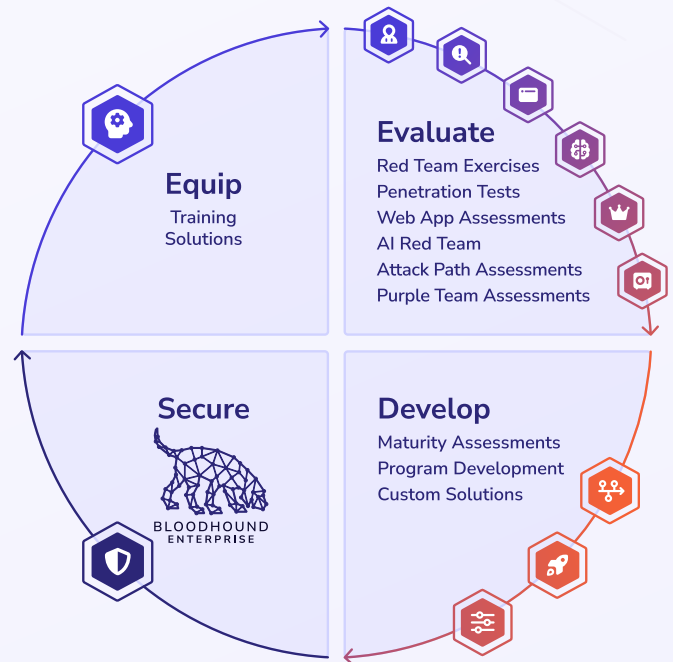 Equip
Training
Solutions
Evaluate
Red Team Exercises
Penetration Tests
Web App Assessments
AI Red Team
Attack Path Assessments
Purple Team Assessments
Secure
BLOODHOUND
ENTERPRISE
Develop
Maturity Assessments
Program Development
Custom Solutions